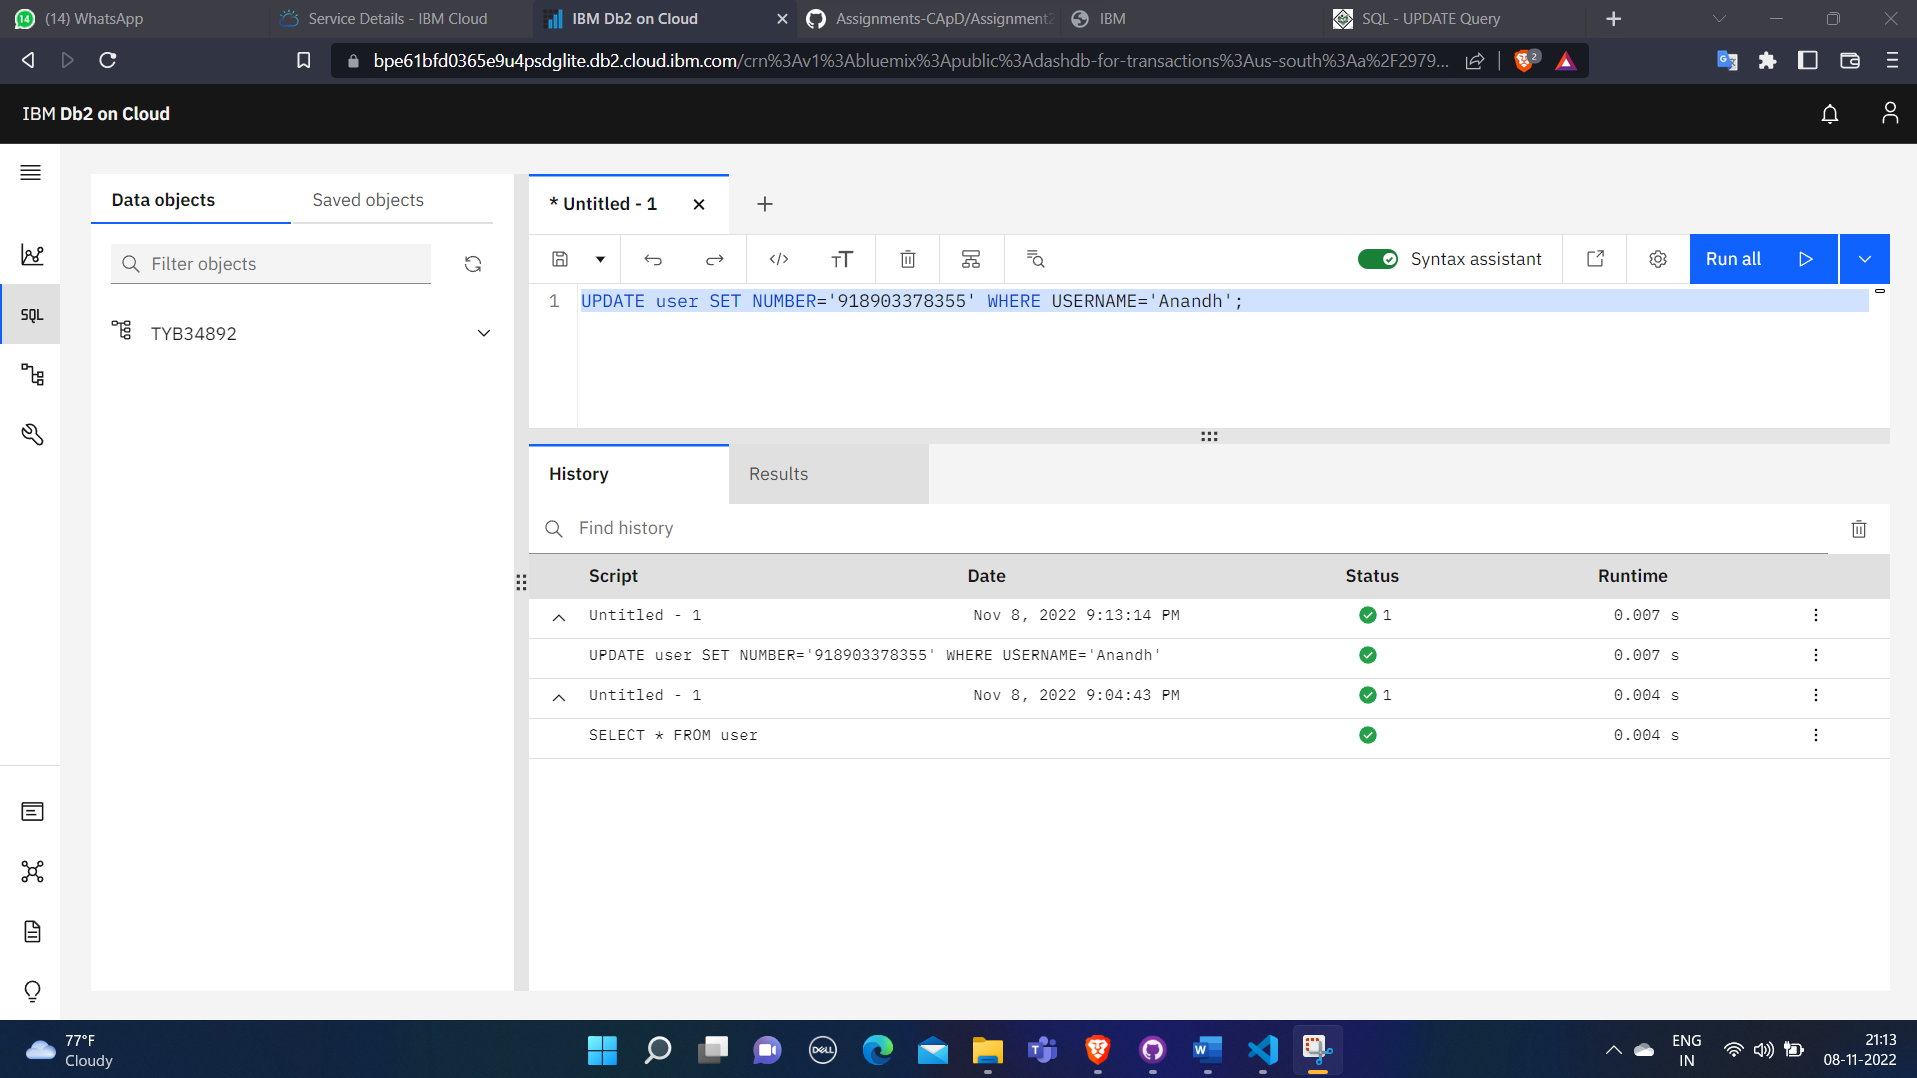 (14) WhatsApp
Service Details - IBM Cloud
IBM Db2 on Cloud
Assignments-CApD/Assignment2
IBM
SQL - UPDATE Query
bpe61bfd0365e9u4psdglite.db2.cloud.ibm.com/crn%3Av1%3Abluemix%3Apublic%3Adashdb-for-transactions%3Aus-south%3Aa%2F2979...
2
IBM Db2 on Cloud
Data objects
Saved objects
* Untitled - 1
Filter objects
</>
TT
Syntax assistant
Run all
SQL
TYB34892
1 UPDATE user SET NUMBER='918903378355' WHERE USERNAME='Anandh';
History
Results
Find history
Script Date Status Runtime
Untitled - 1 Nov 8, 2022 9:13:14 PM 1 0.007 s
UPDATE user SET NUMBER='918903378355' WHERE USERNAME='Anandh' 0.007 s
Untitled - 1 Nov 8, 2022 9:04:43 PM 1 0.004 s
SELECT * FROM user 0.004 s
77°F
Cloudy
DELL
ENG
IN
21:13
08-11-2022